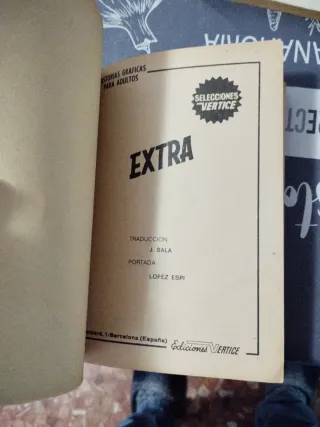 HISTORIAS GRAFICAS
PARA ADULTOS
SELECCIONES
VERTICE
EXTRA
TRADUCCION
J. SALA
PORTADA
LOPEZ ESPI
1-Barcelona (España)
Ediciones VERTICE